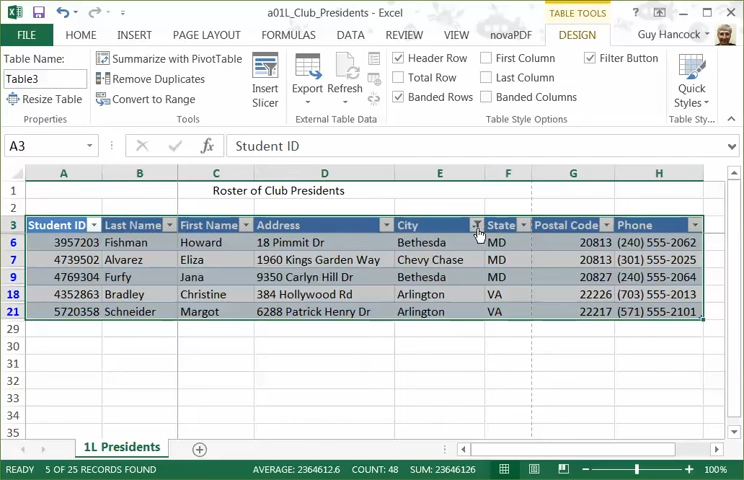 a01L_Club_Presidents - Excel
TABLE TOOLS
FILE HOME INSERT PAGE LAYOUT FORMULAS DATA REVIEW VIEW novaPDF DESIGN Guy Hancock
Table Name:
Table3
Resize Table
Properties
Summarize with PivotTable
Remove Duplicates
Convert to Range
Tools
Insert
Slicer
Export
Refresh
External Table Data
Header Row
Total Row
Banded Rows
First Column
Last Column
Banded Columns
Filter Button
Table Style Options
Quick
Styles
Table Sty...
A3 fx Student ID
A B C D E F G H
1 Roster of Club Presidents
2
3 Student ID Last Name First Name Address City State Postal Code Phone
6 3957203 Fishman Howard 18 Pimmit Dr Bethesda MD 20813 (240) 555-2062
7 4739502 Alvarez Eliza 1960 Kings Garden Way Chevy Chase MD 20813 (301) 555-2025
9 4769304 Furfy Jana 9350 Carlyn Hill Dr Bethesda MD 20827 (240) 555-2064
18 4352863 Bradley Christine 384 Hollywood Rd Arlington VA 22226 (703) 555-2013
21 5720358 Schneider Margot 6288 Patrick Henry Dr Arlington VA 22217 (571) 555-2101
29
30
31
32
33
34
35
1L Presidents
READY 5 OF 25 RECORDS FOUND AVERAGE: 2364612.6 COUNT: 48 SUM: 23646126 100%